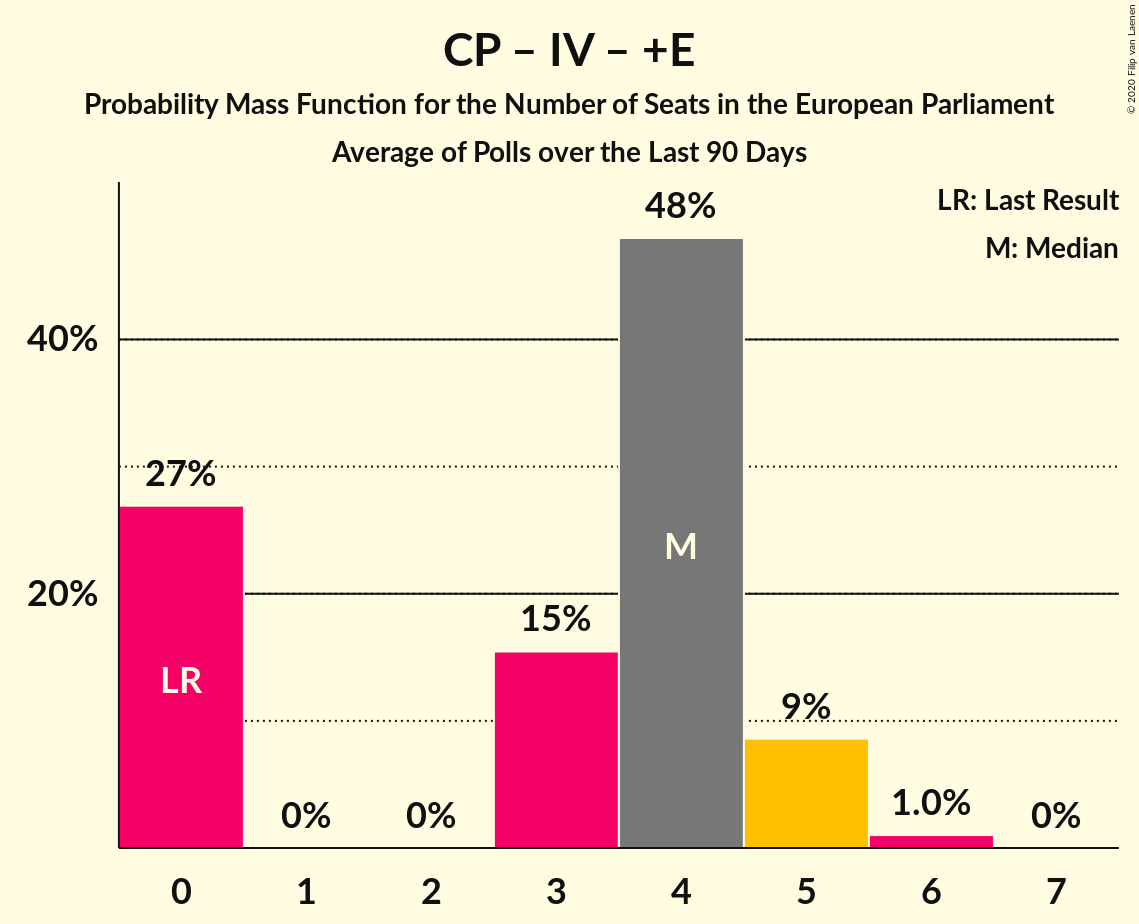 CP – IV – +E
Probability Mass Function for the Number of Seats in the European Parliament
Average of Polls over the Last 90 Days
© 2020 Filip van Laenen
LR: Last Result
M: Median
48%
40%
27%
M
20%
15%
LR
9%
0%
0%
1.0%
0%
0 1 2 3 4 5 6 7